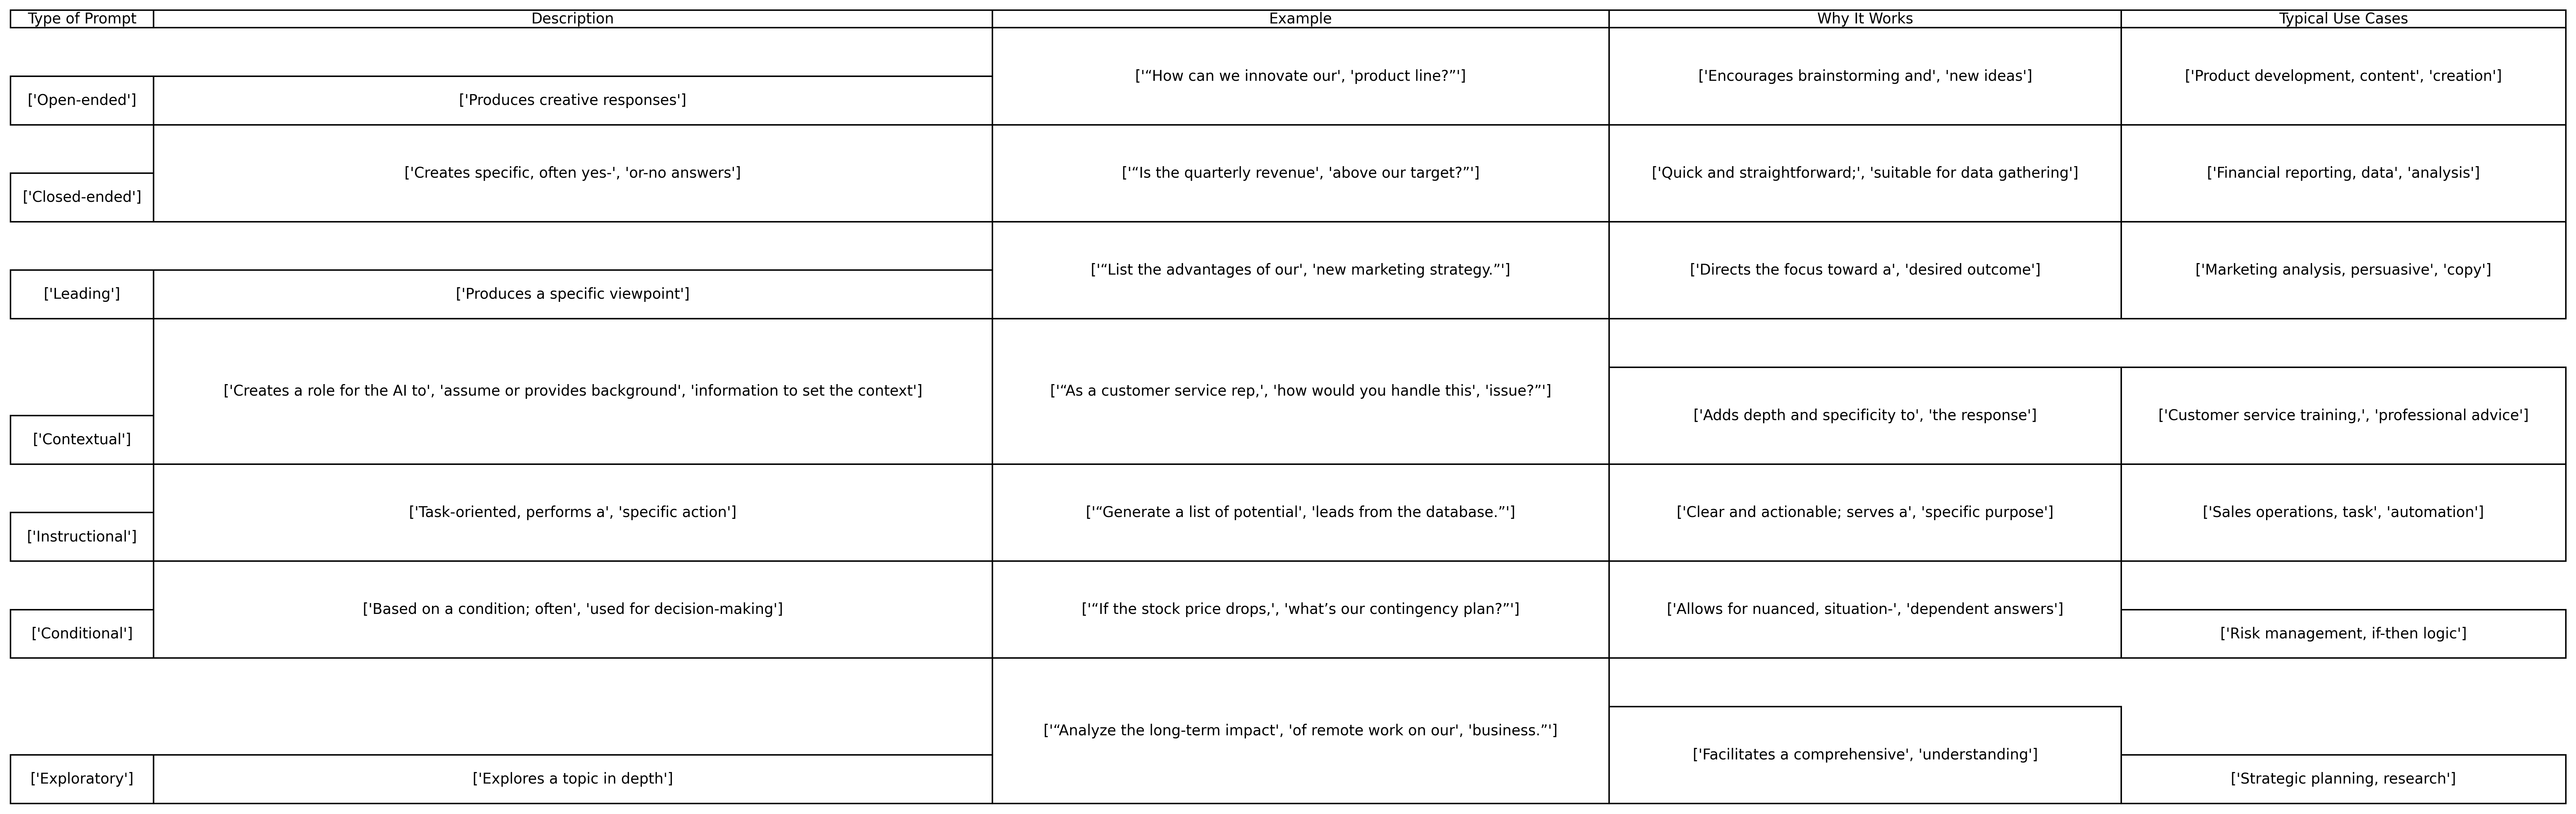 Type of Prompt Description Example Why It Works Typical Use Cases
['Open-ended'] ['Produces creative responses'] ['“How can we innovate our', 'product line?”'] ['Encourages brainstorming and', 'new ideas'] ['Product development, content', 'creation']
['Closed-ended'] ['Creates specific, often yes-', 'or-no answers'] ['“Is the quarterly revenue', 'above our target?”'] ['Quick and straightforward;', 'suitable for data gathering'] ['Financial reporting, data', 'analysis']
['Leading'] ['Produces a specific viewpoint'] ['“List the advantages of our', 'new marketing strategy.”'] ['Directs the focus toward a', 'desired outcome'] ['Marketing analysis, persuasive', 'copy']
['Contextual'] ['Creates a role for the AI to', 'assume or provides background', 'information to set the context'] ['“As a customer service rep,', 'how would you handle this', 'issue?”'] ['Adds depth and specificity to', 'the response'] ['Customer service training,', 'professional advice']
['Instructional'] ['Task-oriented, performs a', 'specific action'] ['“Generate a list of potential', 'leads from the database.”'] ['Clear and actionable; serves a', 'specific purpose'] ['Sales operations, task', 'automation']
['Conditional'] ['Based on a condition; often', 'used for decision-making'] ['“If the stock price drops,', 'what’s our contingency plan?”'] ['Allows for nuanced, situation-', 'dependent answers'] ['Risk management, if-then logic']
['Exploratory'] ['Explores a topic in depth'] ['“Analyze the long-term impact', 'of remote work on our', 'business.”'] ['Facilitates a comprehensive', 'understanding'] ['Strategic planning, research']